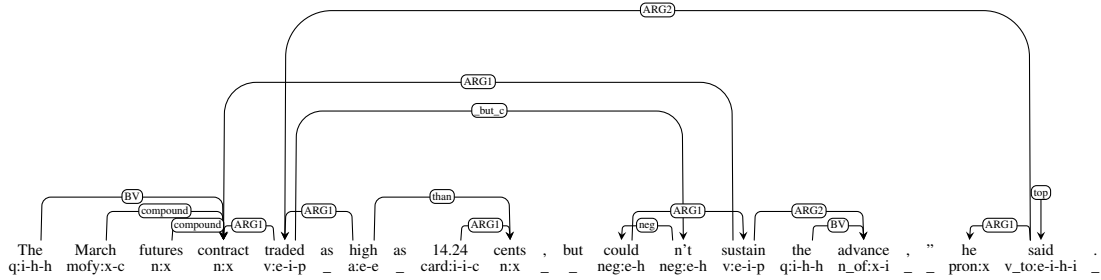 ARG2
ARG1
_but_c
BV than top
compound
compound ARG1 ARG1 ARG1 neg ARG1 ARG2 BV ARG1
The March futures contract traded as high as 14.24 cents , but could n't sustain the advance , ” he said .
q:i-h-h mofy:x-c n:x n:x v:e-i-p _ a:e-e _ card:i-i-c n:x _ _ neg:e-h neg:e-h v:e-i-p q:i-h-h n_of:x-i _ _ pron:x v_to:e-i-h-i _